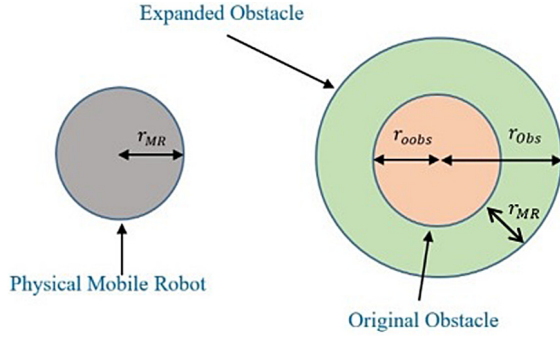 Expanded Obstacle
r_MR
r_oobs
r_Obs
r_MR
Physical Mobile Robot
Original Obstacle